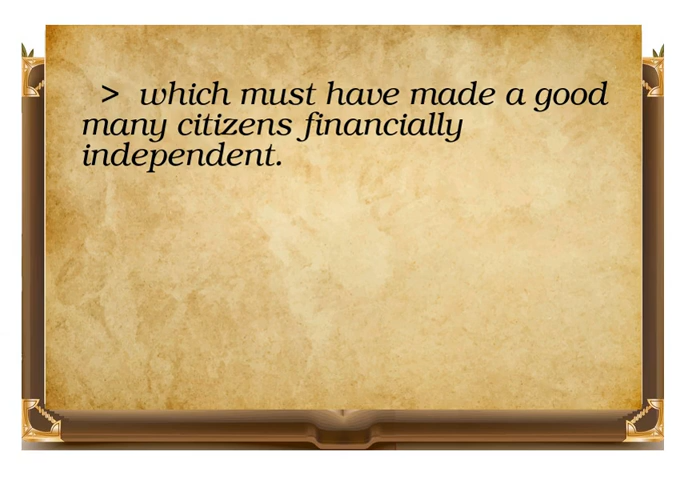 > which must have made a good
many citizens financially
independent.